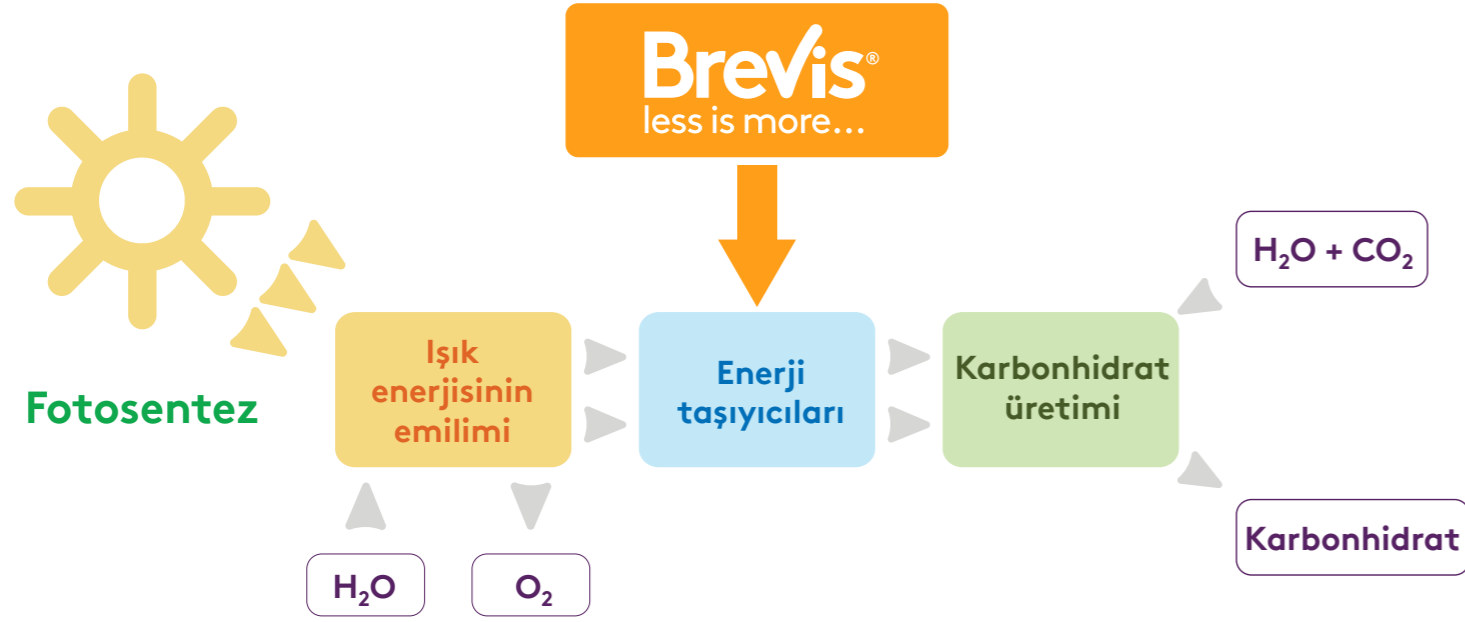 Brevis®
less is more...
H₂O + CO₂
Işık
enerjisinin
emilimi
Enerji
taşıyıcıları
Karbonhidrat
üretimi
Fotosentez
Karbonhidrat
H₂O
O₂